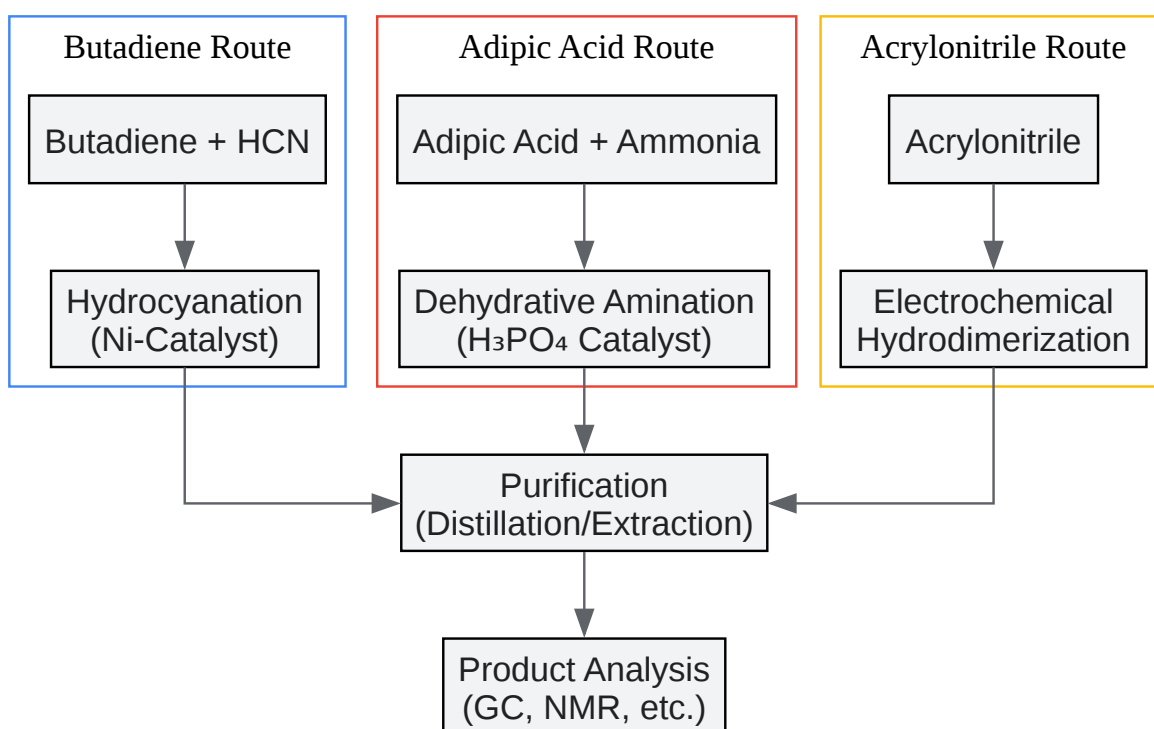 Butadiene Route
Adipic Acid Route
Acrylonitrile Route
Butadiene + HCN
Adipic Acid + Ammonia
Acrylonitrile
Hydrocyanation
(Ni-Catalyst)
Dehydrative Amination
(H₃PO₄ Catalyst)
Electrochemical
Hydrodimerization
Purification
(Distillation/Extraction)
Product Analysis
(GC, NMR, etc.)